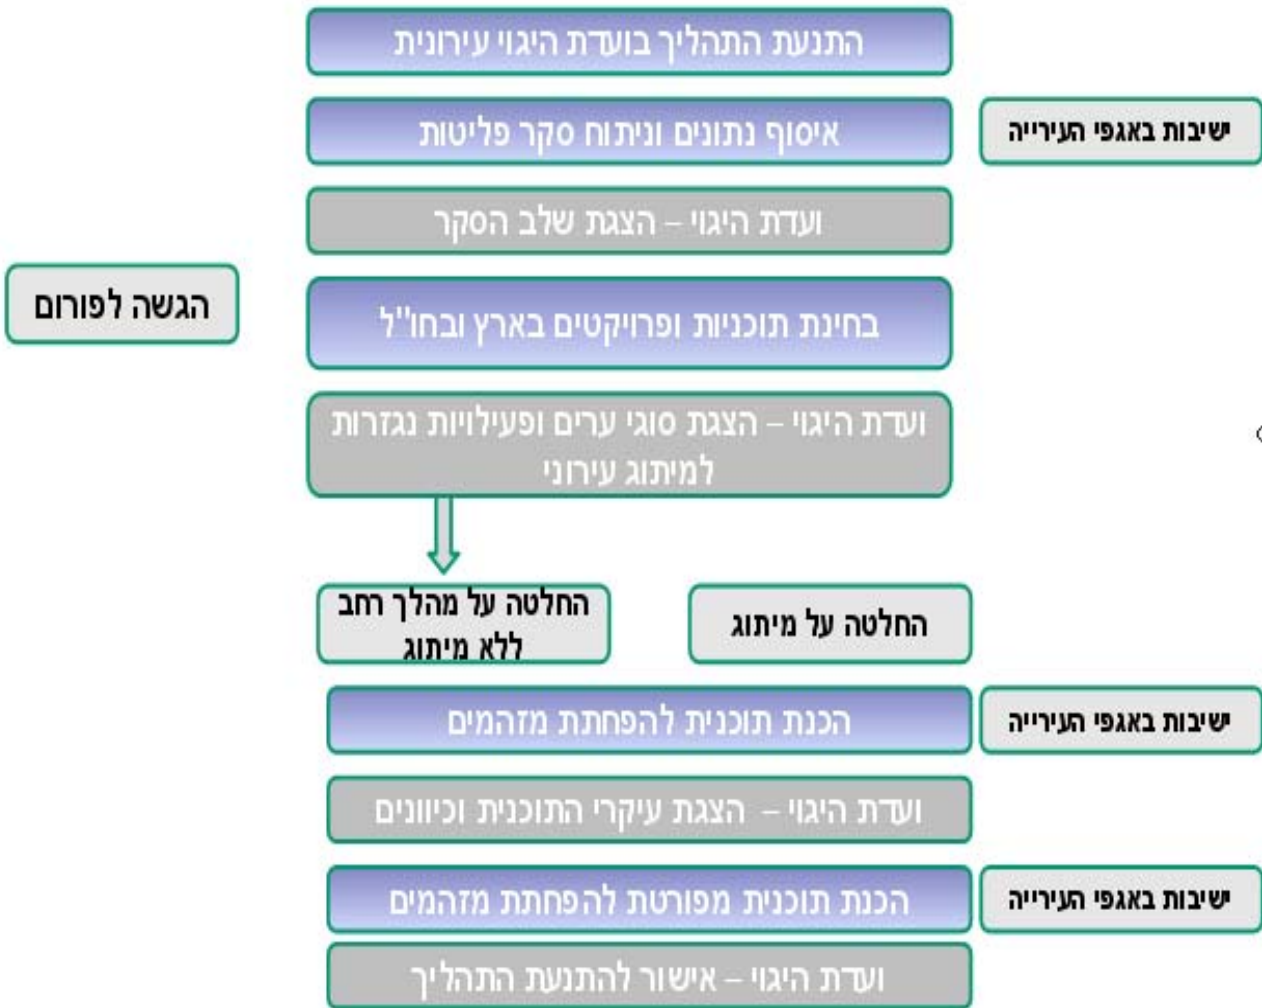 התנעת התהליך בועדת היגוי עירונית
ישיבות באגפי העירייה
איסוף נתונים וניתוח סקר פליטות
ועדת היגוי – הצגת שלב הסקר
בחינת תוכניות ופרויקטים בארץ ובחו"ל
הגשה לפורום
ועדת היגוי – הצגת סוגי ערים ופעילויות נגזרות
למיתוג עירוני
החלטה על מיתוג
החלטה על מהלך רחב
ללא מיתוג
ישיבות באגפי העירייה
הכנת תוכנית להפחתת מזהמים
ועדת היגוי – הצגת עיקרי התוכנית וכיוונים
ישיבות באגפי העירייה
הכנת תוכנית מפורטת להפחתת מזהמים
ועדת היגוי – אישור להתנעת התהליך